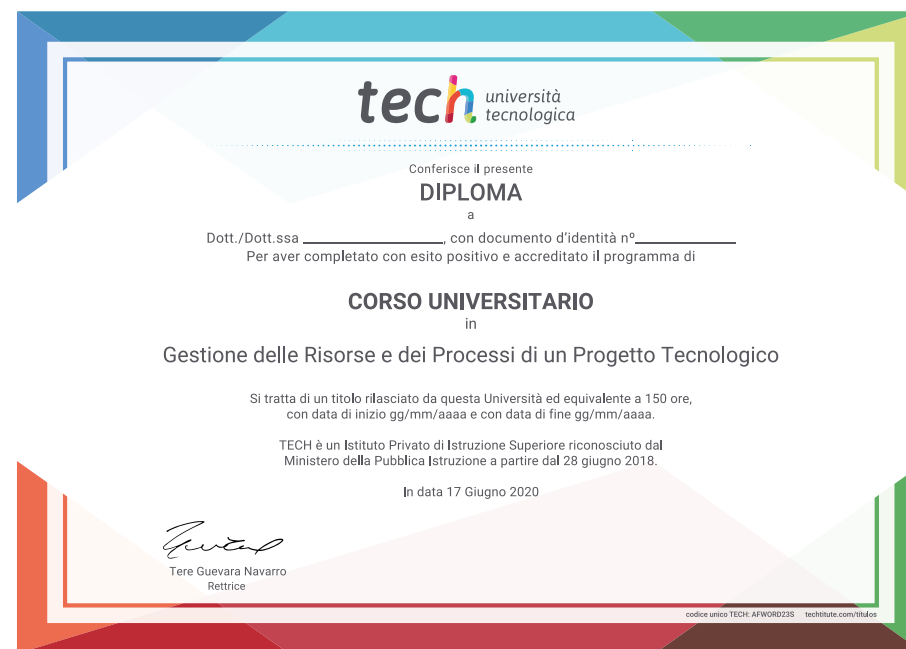 tech università
tecnologica
Conferisce il presente
DIPLOMA
a
Dott./Dott.ssa ____________________, con documento d'identità nº______________
Per aver completato con esito positivo e accreditato il programma di
CORSO UNIVERSITARIO
in
Gestione delle Risorse e dei Processi di un Progetto Tecnologico
Si tratta di un titolo rilasciato da questa Università ed equivalente a 150 ore,
con data di inizio gg/mm/aaaa e con data di fine gg/mm/aaaa.
TECH è un Istituto Privato di Istruzione Superiore riconosciuto dal
Ministero della Pubblica Istruzione a partire dal 28 giugno 2018.
In data 17 Giugno 2020
Tere Guevara Navarro
Rettrice
codice unico TECH: AFWORD23S techtitute.com/titulos